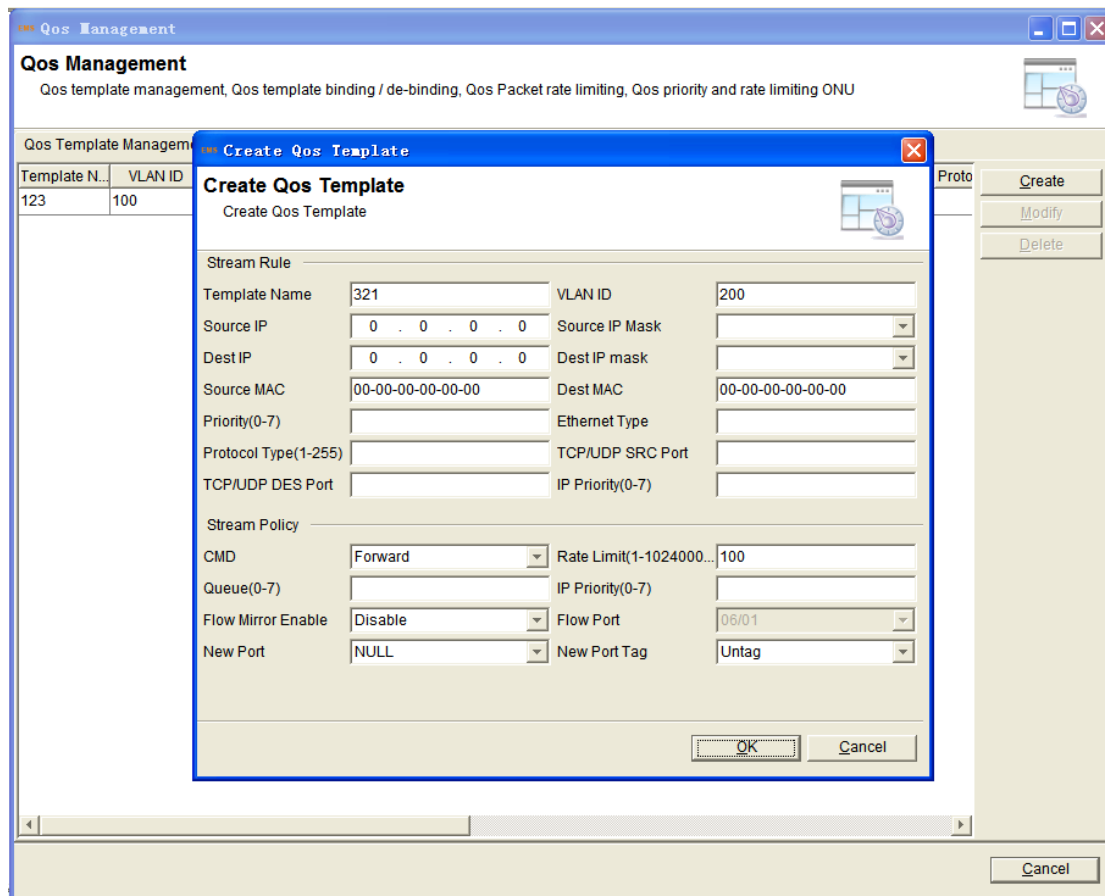 EMS Qos Management
Qos Management
Qos template management, Qos template binding / de-binding, Qos Packet rate limiting, Qos priority and rate limiting ONU
Qos Template Manageme
Template N... VLAN ID Proto
123 100
Create
Modify
Delete
EMS Create Qos Template
Create Qos Template
Create Qos Template
Stream Rule
Template Name 321 VLAN ID 200
Source IP 0 . 0 . 0 . 0 Source IP Mask
Dest IP 0 . 0 . 0 . 0 Dest IP mask
Source MAC 00-00-00-00-00-00 Dest MAC 00-00-00-00-00-00
Priority(0-7) Ethernet Type
Protocol Type(1-255) TCP/UDP SRC Port
TCP/UDP DES Port IP Priority(0-7)
Stream Policy
CMD Forward Rate Limit(1-1024000... 100
Queue(0-7) IP Priority(0-7)
Flow Mirror Enable Disable Flow Port 06/01
New Port NULL New Port Tag Untag
OK Cancel
Cancel